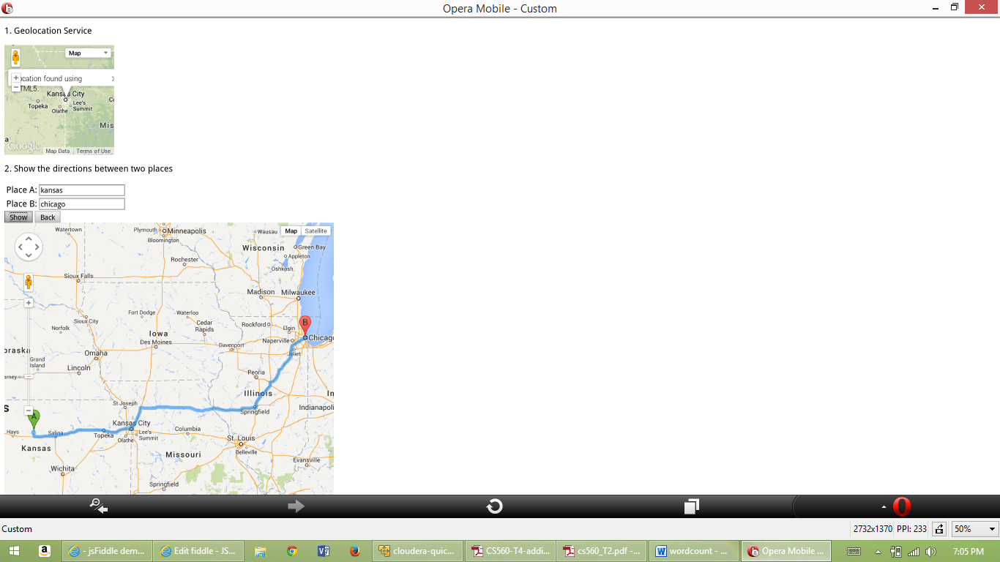 Opera Mobile - Custom
1. Geolocation Service
Map
ocation found using
TML5.
Kansas City
Topeka
Lee's
Summit
Olathe
Mis
Google
Map Data
Terms of Use
2. Show the directions between two places
Place A: kansas
Place B: chicago
Show Back
Map Satellite
Watertown
Plymouth
Minneapolis
Bloomington
Wausau
Wisconsin
Green Bay
Appleton
Oshkosh
Rochester
Sioux Falls
Madison
Milwaukee
Fort Dodge
Waterloo
Sioux City
Norfolk
Cedar
Rapids
Rockford
Elgin
B
Chicago
Iowa
Des Moines
Naperville
Davenport
Joliet
braska
Omaha
Grand
Island
Lincoln
Peoria
arney
Illinois
In
St Joseph
Springfield
Indianapoli
S
A
Kansas City
Hays
Salina
Topeka
Lee's
Summit
Olathe
Columbia
St. Louis
Belleville
Kansas
Missouri
Evansville
Wichita
Springfield
Custom
2732x1370 PPI: 233
50%
- jsFiddle dem...
Edit fiddle - JS...
cloudera-quic...
CS560-T4-addi...
cs560_T2.pdf -...
wordcount - ...
Opera Mobile ...
7:05 PM